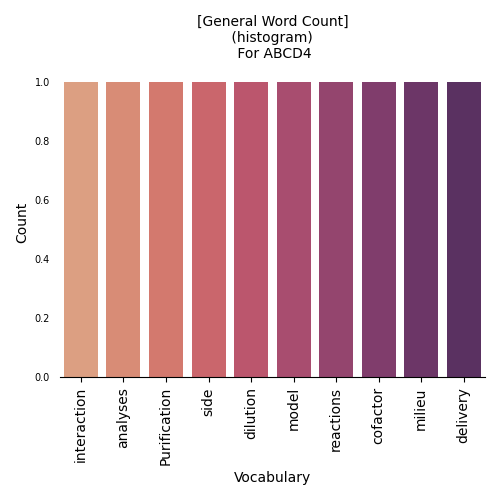 [General Word Count]
(histogram)
For ABCD4
1.0
0.8
0.6
0.4
0.2
0.0
Count
interaction
analyses
Purification
side
dilution
model
reactions
cofactor
milieu
delivery
Vocabulary